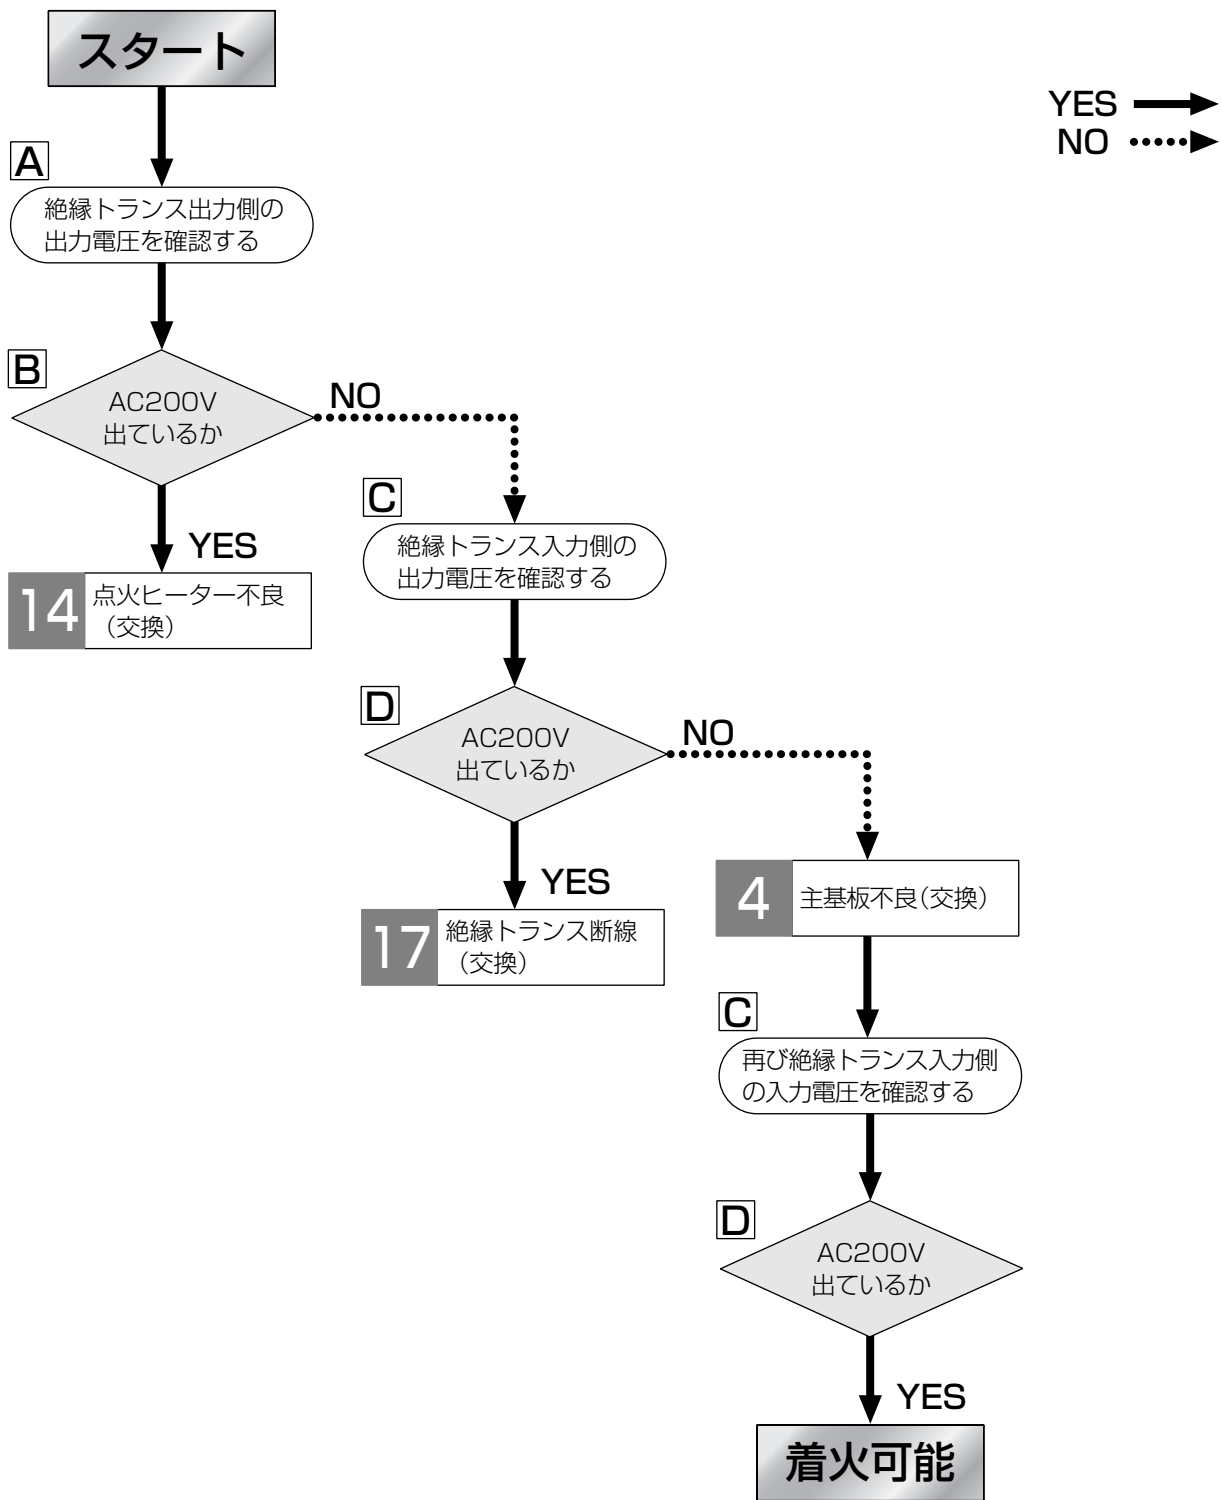 スタート
YES
NO
A
絶縁トランス出力側の
出力電圧を確認する
B
AC200V
出ているか
NO
YES
14
点火ヒーター不良
（交換）
C
絶縁トランス入力側の
出力電圧を確認する
D
AC200V
出ているか
NO
YES
17
絶縁トランス断線
（交換）
4
主基板不良（交換）
C
再び絶縁トランス入力側
の入力電圧を確認する
D
AC200V
出ているか
YES
着火可能